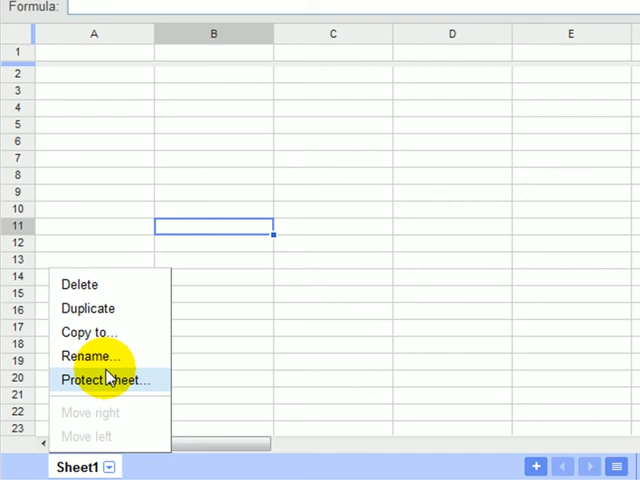 Formula:
A B C D E
1
2
3
4
5
6
7
8
9
10
11
12
13
14
Delete
15
Duplicate
16
Copy to...
17
18
Rename...
19
Protect sheet...
20
21
Move right
22
Move left
23
Sheet1